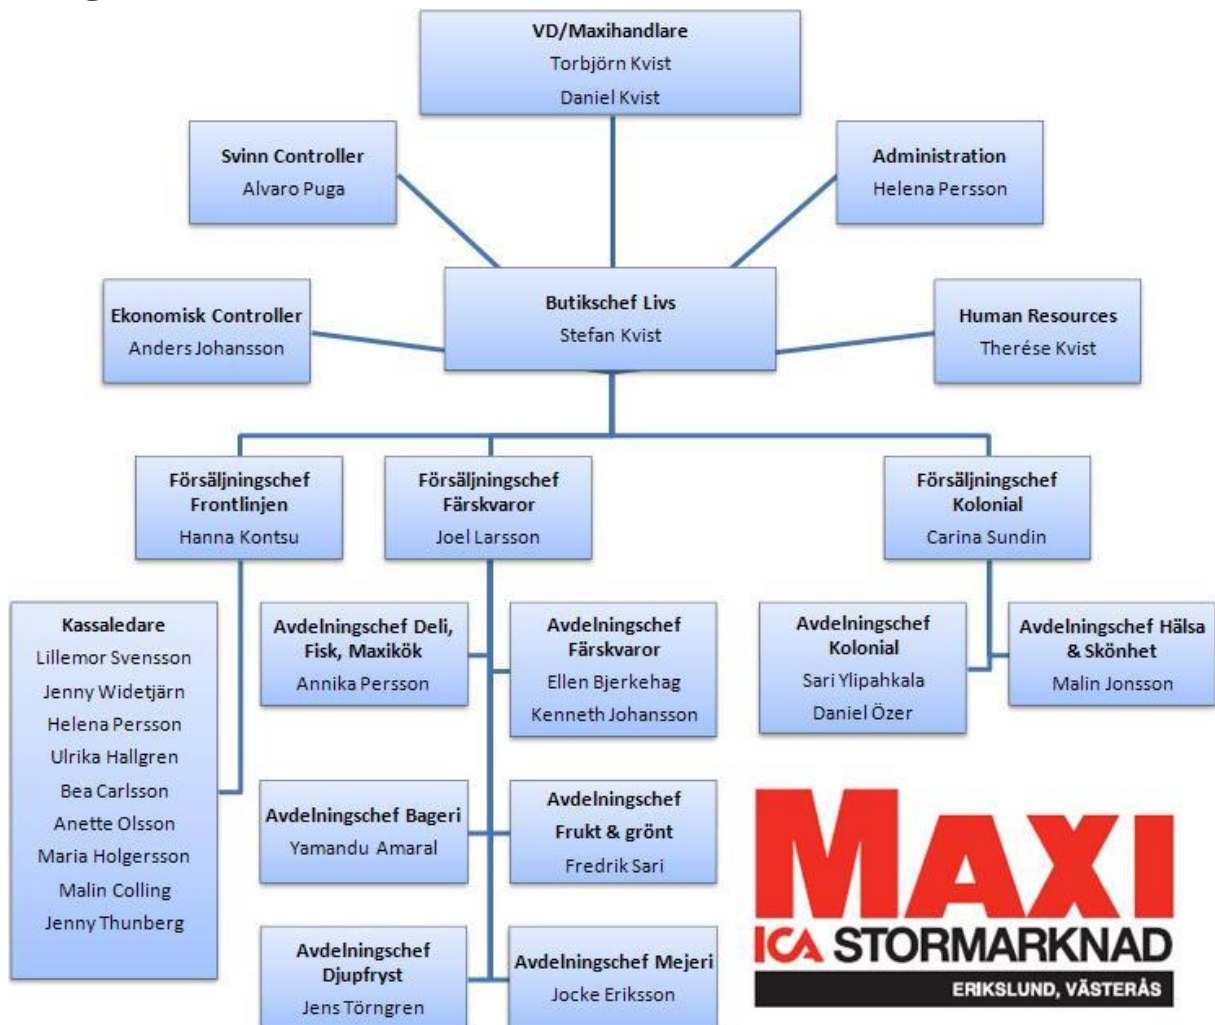 VD/Maxihandlare
Torbjörn Kvist
Daniel Kvist
Svinn Controller
Alvaro Puga
Administration
Helena Persson
Ekonomisk Controller
Anders Johansson
Butikschef Livs
Stefan Kvist
Human Resources
Therése Kvist
Försäljningschef
Frontlinjen
Hanna Kontsu
Försäljningschef
Färskvaror
Joel Larsson
Försäljningschef
Kolonial
Carina Sundin
Kassaledare
Lillemor Svensson
Jenny Widetjärn
Helena Persson
Ulrika Hallgren
Bea Carlsson
Anette Olsson
Maria Holgersson
Malin Colling
Jenny Thunberg
Avdelningschef Deli,
Fisk, Maxikök
Annika Persson
Avdelningschef
Färskvaror
Ellen Bjerkehag
Kenneth Johansson
Avdelningschef
Kolonial
Sari Ylipahkala
Daniel Özer
Avdelningschef Hälsa
& Skönhet
Malin Jonsson
Avdelningschef Bageri
Yamandu Amaral
Avdelningschef
Frukt & grönt
Fredrik Sari
Avdelningschef
Djupfryst
Jens Törngren
Avdelningschef Mejeri
Jocke Eriksson
MAXI
ICA STORMARKNAD
ERIKSLUND, VÄSTERÅS